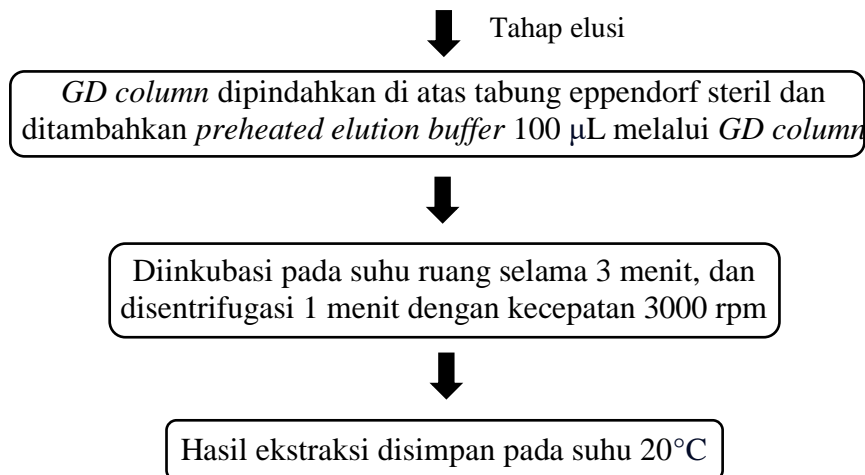 Tahap elusi
GD column dipindahkan di atas tabung eppendorf steril dan
ditambahkan preheated elution buffer 100 μL melalui GD column
Diinkubasi pada suhu ruang selama 3 menit, dan
disentrifugasi 1 menit dengan kecepatan 3000 rpm
Hasil ekstraksi disimpan pada suhu 20°C